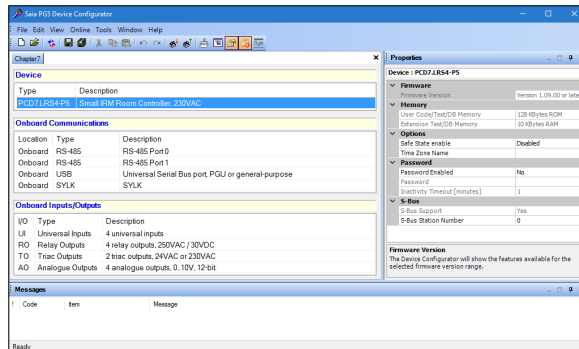 Saia PG5 Device Configurator
File Edit View Online Tools Window Help
Chapter7
Device
Type Description
PCD7.LRS4-P5 Small IRM Room Controller, 230VAC
Onboard Communications
Location Type Description
Onboard RS-485 RS-485 Port 0
Onboard RS-485 RS-485 Port 1
Onboard USB Universal Serial Bus port, PGU or general-purpose
Onboard SYLK SYLK
Onboard Inputs/Outputs
I/O Type Description
UI Universal Inputs 4 universal inputs
RO Relay Outputs 4 relay outputs, 250VAC / 30VDC
TO Triac Outputs 2 triac outputs, 24VAC or 230VAC
AO Analogue Outputs 4 analogue outputs, 0..10V, 12-bit
Properties
Device : PCD7.LRS4-P5
Firmware
Firmware Version Version 1.09.00 or late
Memory
User Code/Text/DB Memory 128 KBytes ROM
Extension Text/DB Memory 10 KBytes RAM
Options
Safe State enable Disabled
Time Zone Name
Password
Password Enabled No
Password
Inactivity Timeout [minutes] 1
S-Bus
S-Bus Support Yes
S-Bus Station Number 0
Firmware Version
The Device Configurator will show the features available for the
selected firmware version range.
Messages
! Code Item Message
Ready